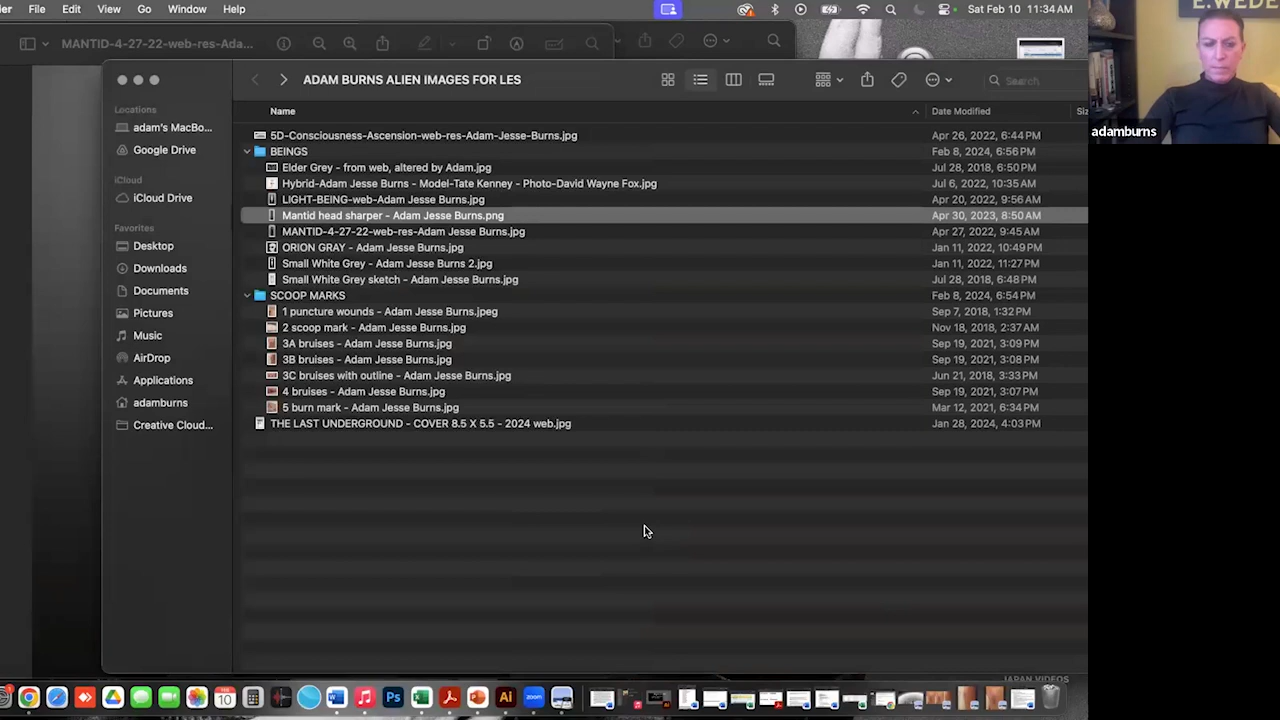 File Edit View Go Window Help Sat Feb 10 11:34 AM
E.WEDE
MANTID-4-27-22-web-res-Ada...
ADAM BURNS ALIEN IMAGES FOR LES
Search
adamburns
Locations
adam's MacBo...
Google Drive
iCloud
iCloud Drive
Favorites
Desktop
Downloads
Documents
Pictures
Music
AirDrop
Applications
adamburns
Creative Cloud...
Name Date Modified
5D-Consciousness-Ascension-web-res-Adam-Jesse-Burns.jpg Apr 26, 2022, 6:44 PM
BEINGS Feb 8, 2024, 6:56 PM
Elder Grey - from web, altered by Adam.jpg Jul 28, 2018, 6:50 PM
Hybrid-Adam Jesse Burns - Model-Tate Kenney - Photo-David Wayne Fox.jpg Jul 6, 2022, 10:35 AM
LIGHT-BEING-web-Adam Jesse Burns.jpg Apr 20, 2022, 9:56 AM
Mantid head sharper - Adam Jesse Burns.png Apr 30, 2023, 8:50 AM
MANTID-4-27-22-web-res-Adam Jesse Burns.jpg Apr 27, 2022, 9:45 AM
ORION GRAY - Adam Jesse Burns.jpg Jan 11, 2022, 10:49 PM
Small White Grey - Adam Jesse Burns 2.jpg Jan 11, 2022, 11:27 PM
Small White Grey sketch - Adam Jesse Burns.jpg Jul 28, 2018, 6:48 PM
SCOOP MARKS Feb 8, 2024, 6:54 PM
1 puncture wounds - Adam Jesse Burns.jpeg Sep 7, 2018, 1:32 PM
2 scoop mark - Adam Jesse Burns.jpg Nov 18, 2018, 2:37 AM
3A bruises - Adam Jesse Burns.jpg Sep 19, 2021, 3:09 PM
3B bruises - Adam Jesse Burns.jpg Sep 19, 2021, 3:08 PM
3C bruises with outline - Adam Jesse Burns.jpg Jun 21, 2018, 3:33 PM
4 bruises - Adam Jesse Burns.jpg Sep 19, 2021, 3:07 PM
5 burn mark - Adam Jesse Burns.jpg Mar 12, 2021, 6:34 PM
THE LAST UNDERGROUND - COVER 8.5 X 5.5 - 2024 web.jpg Jan 28, 2024, 4:03 PM
JAPAN VIDEOS
zoom
Ps
Ai